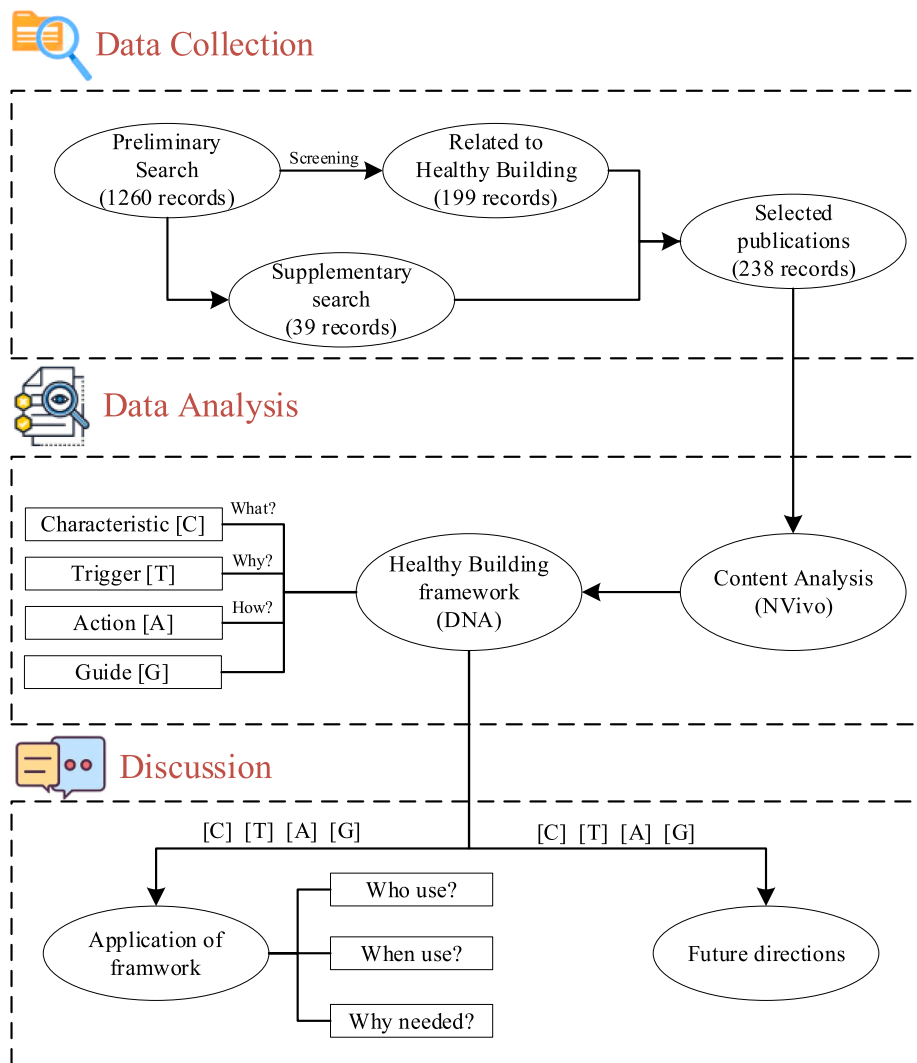 Data Collection
Preliminary
Search
(1260 records)
Screening
Related to
Healthy Building
(199 records)
Supplementary
search
(39 records)
Selected
publications
(238 records)
Data Analysis
Characteristic [C]
What?
Trigger [T]
Why?
Action [A]
How?
Guide [G]
Healthy Building
framework
(DNA)
Content Analysis
(NVivo)
Discussion
[C] [T] [A] [G]
[C] [T] [A] [G]
Application of
framwork
Who use?
When use?
Why needed?
Future directions